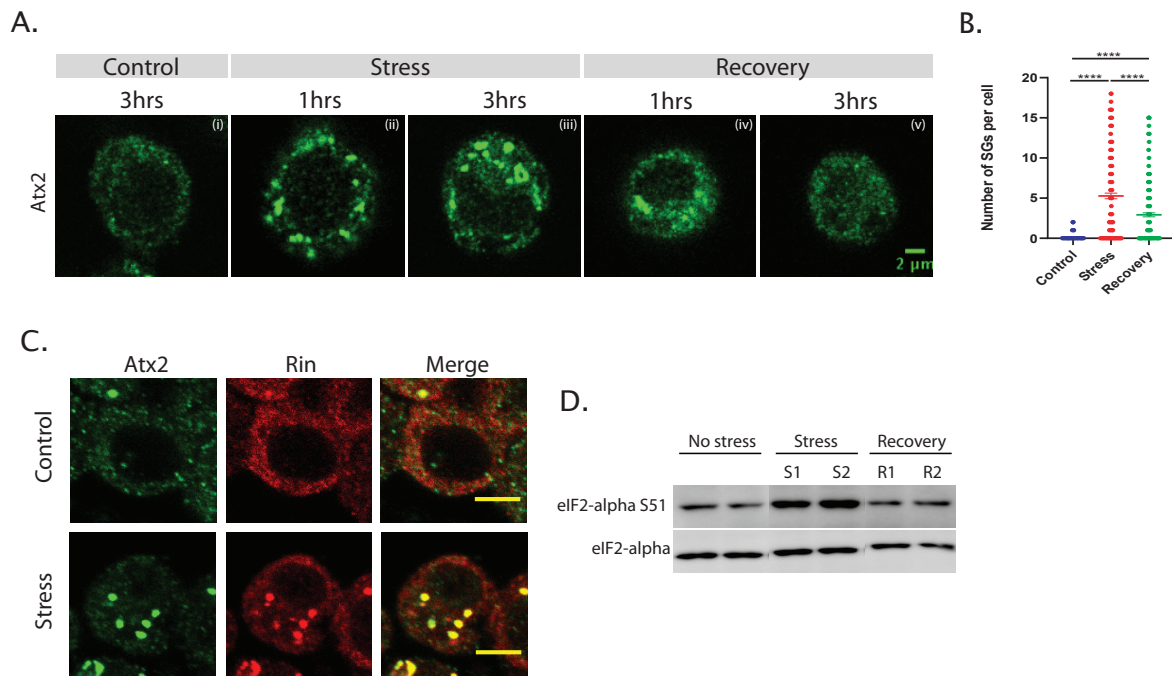 A.
Control Stress Recovery
3hrs 1hrs 3hrs 1hrs 3hrs
(i) (ii) (iii) (iv) (v)
Atx2
2 µm
B.
****
**** ****
20
15
10
5
0
Number of SGs per cell
Control Stress Recovery
C.
Atx2 Rin Merge
Control
Stress
D.
No stress Stress Recovery
S1 S2 R1 R2
eIF2-alpha S51
eIF2-alpha